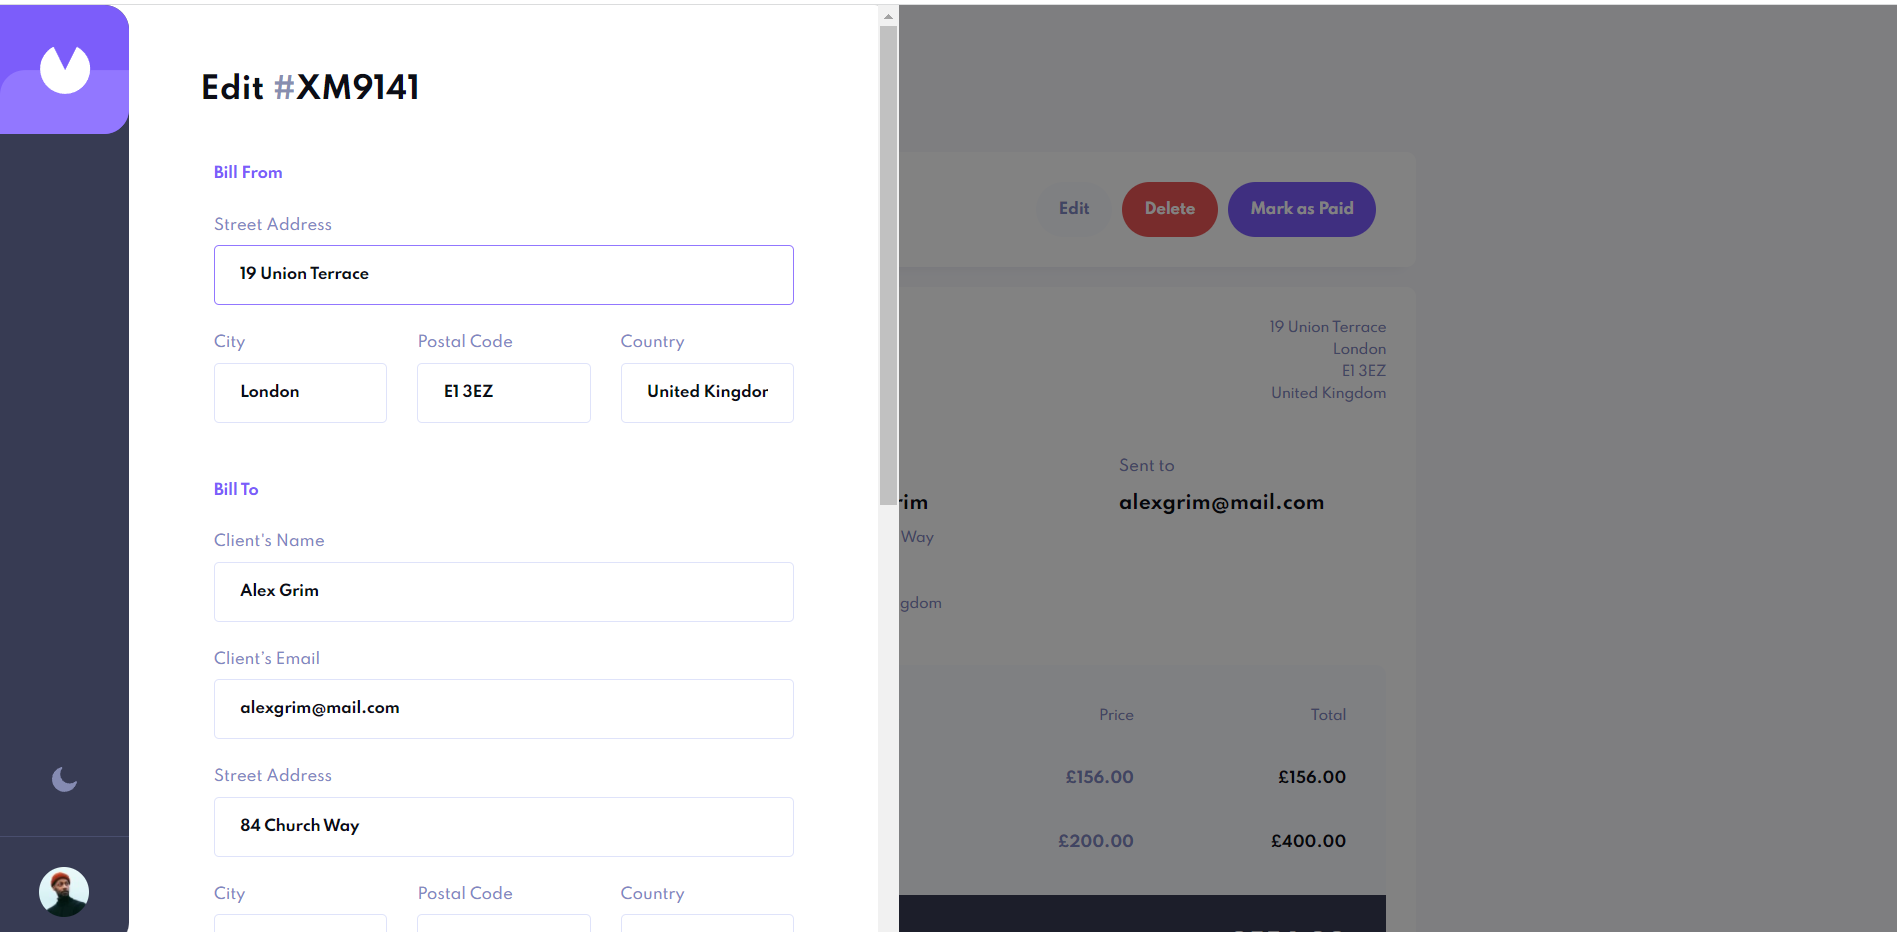 Edit #XM9141
Bill From
Street Address
19 Union Terrace
City Postal Code Country
London E1 3EZ United Kingdor
Bill To
Client's Name
Alex Grim
Client's Email
alexgrim@mail.com
Street Address
84 Church Way
City Postal Code Country
Edit Delete Mark as Paid
19 Union Terrace
London
E1 3EZ
United Kingdom
Sent to
rim alexgrim@mail.com
Way
gdom
Price Total
£156.00 £156.00
£200.00 £400.00